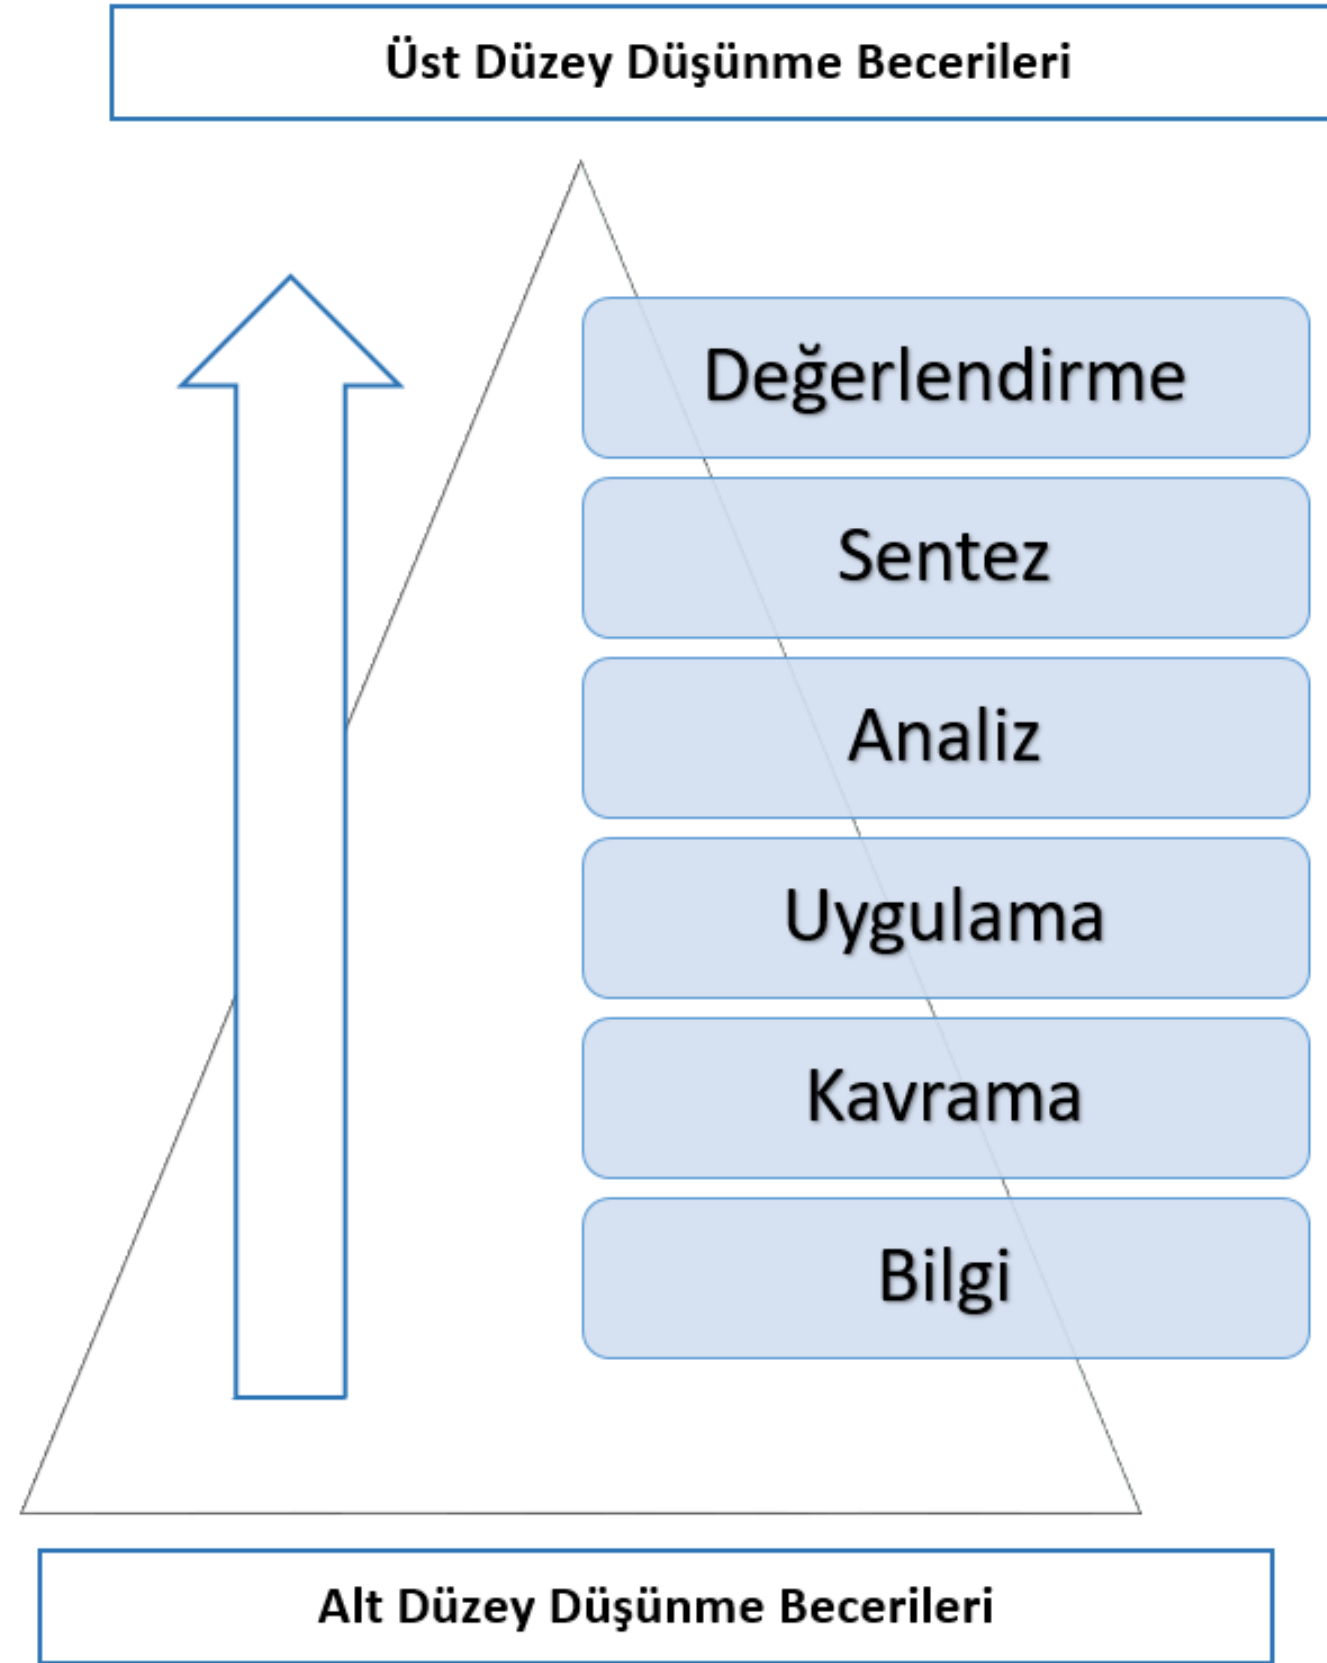 Üst Düzey Düşünme Becerileri
Değerlendirme
Sentez
Analiz
Uygulama
Kavrama
Bilgi
Alt Düzey Düşünme Becerileri